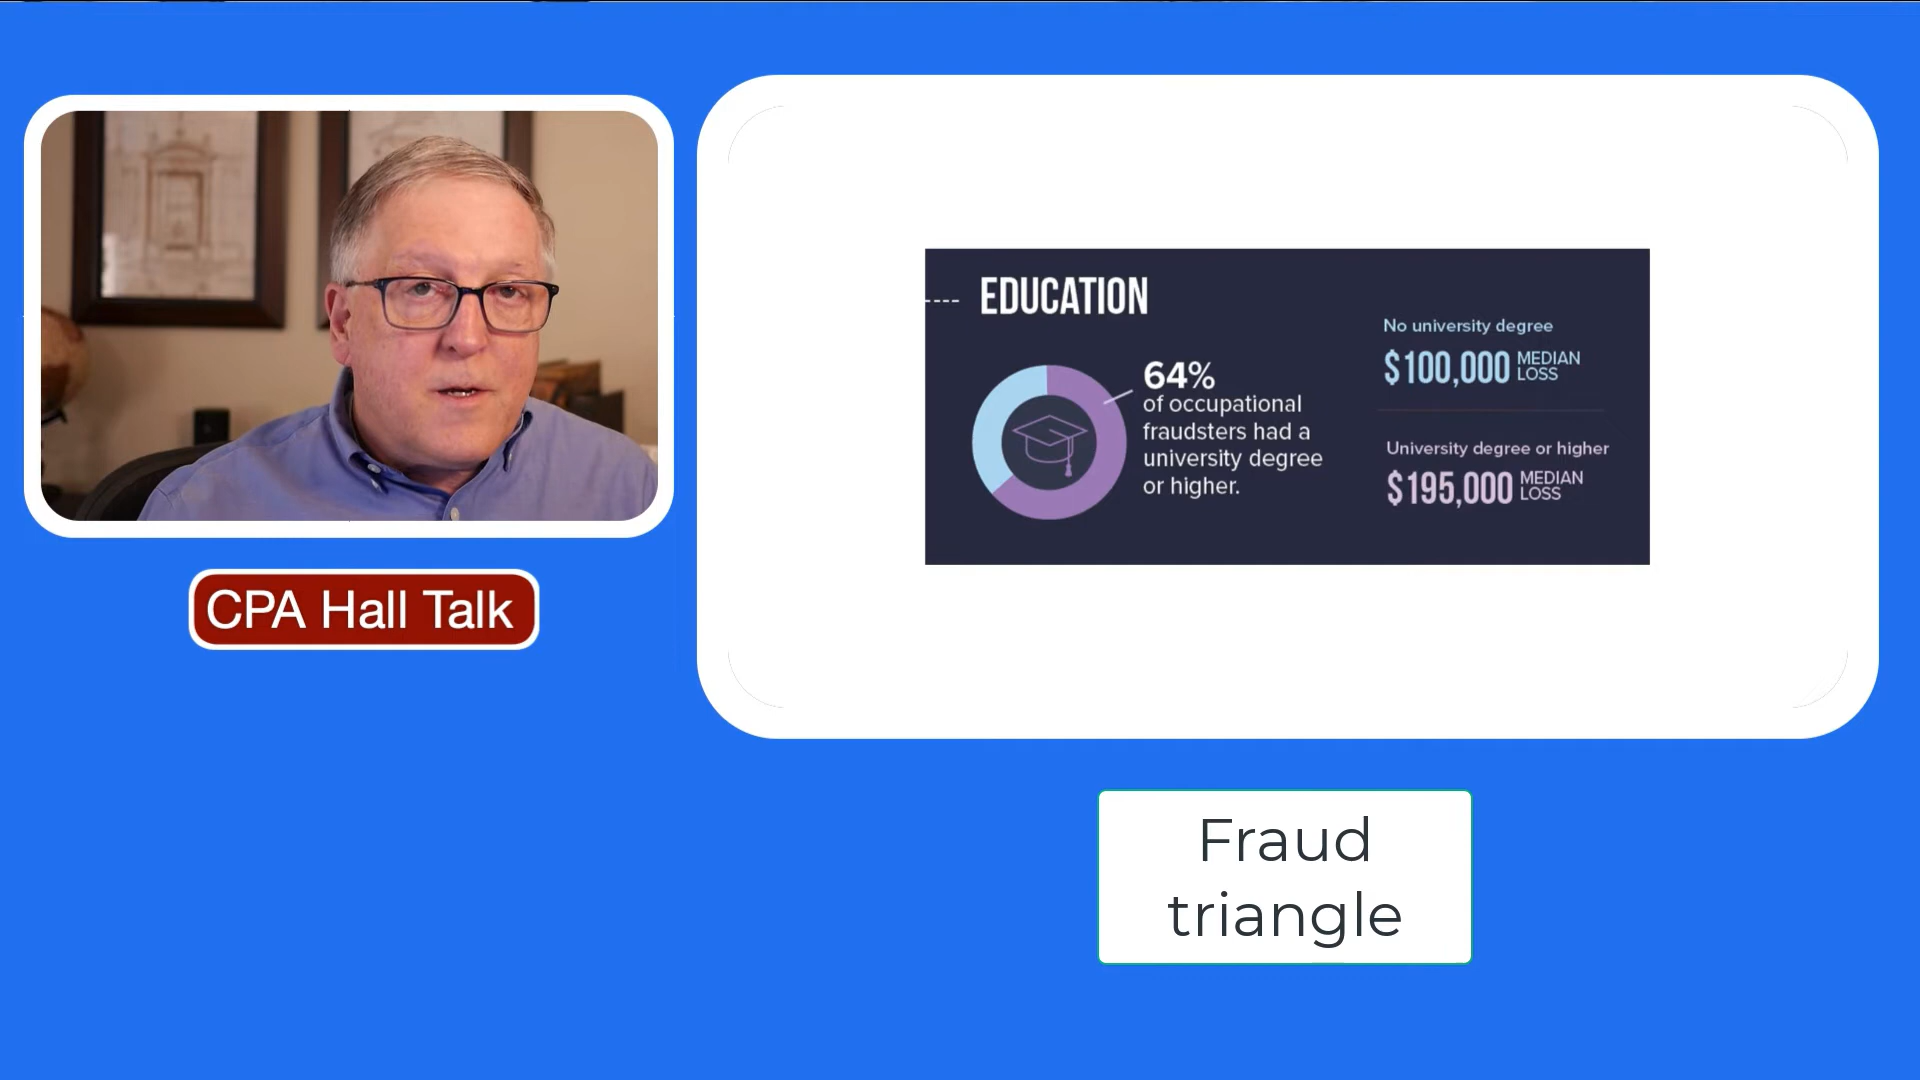 CPA Hall Talk
EDUCATION
64%
of occupational
fraudsters had a
university degree
or higher.
No university degree
$100,000 MEDIAN
LOSS
University degree or higher
$195,000 MEDIAN
LOSS
Fraud
triangle